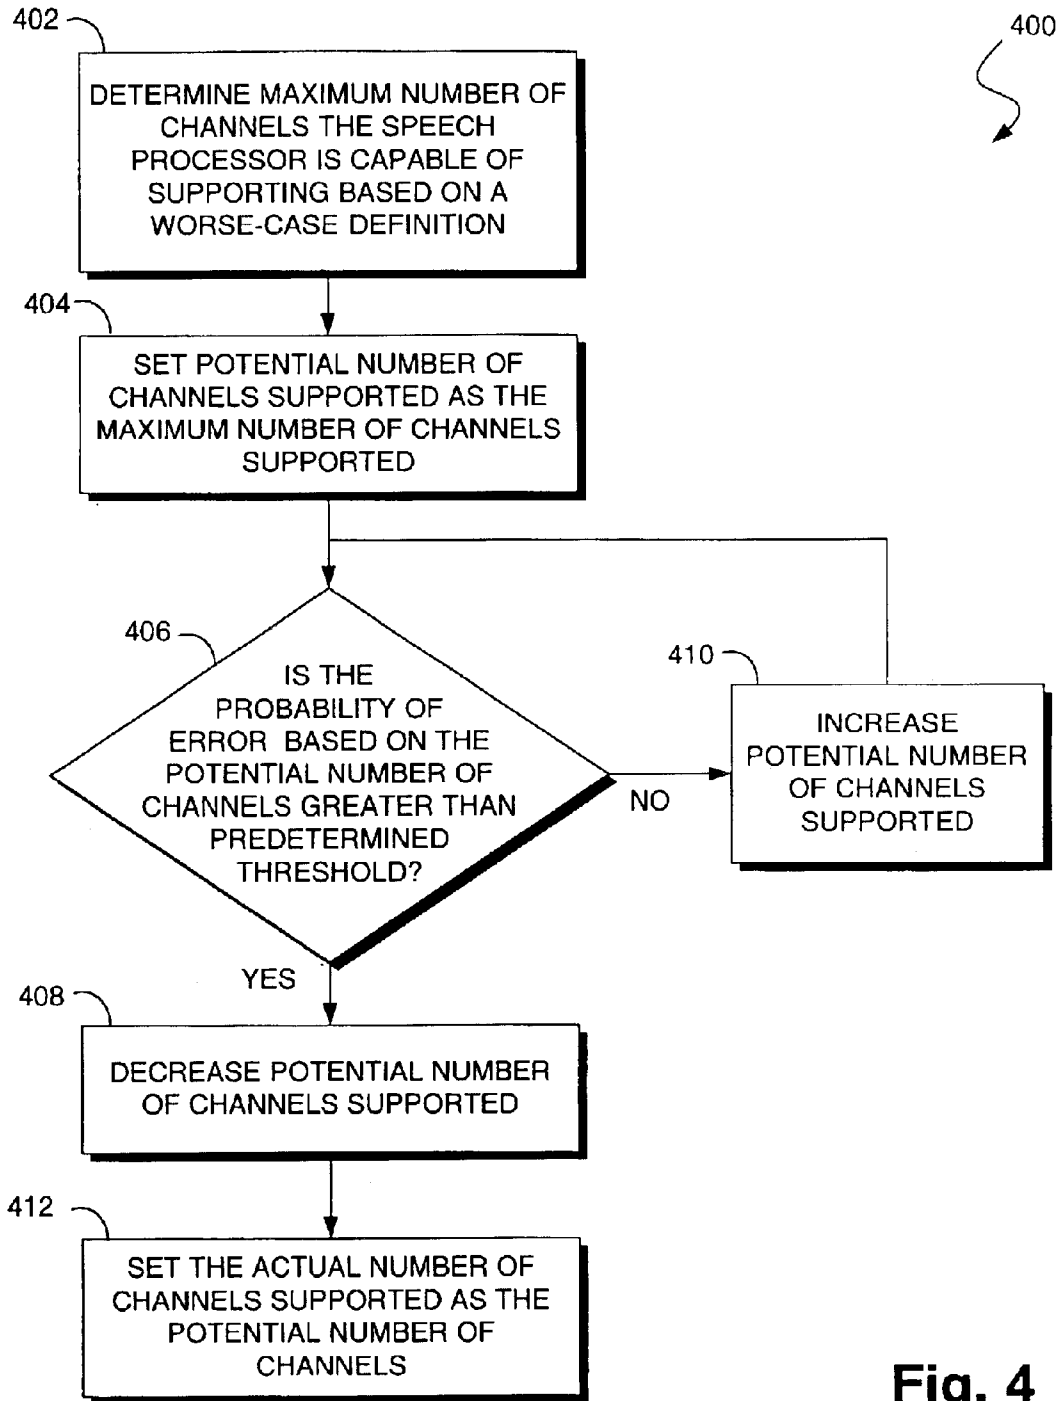 402
400
DETERMINE MAXIMUM NUMBER OF
CHANNELS THE SPEECH
PROCESSOR IS CAPABLE OF
SUPPORTING BASED ON A
WORSE-CASE DEFINITION
404
SET POTENTIAL NUMBER OF
CHANNELS SUPPORTED AS THE
MAXIMUM NUMBER OF CHANNELS
SUPPORTED
406
IS THE
PROBABILITY OF
ERROR BASED ON THE
POTENTIAL NUMBER OF
CHANNELS GREATER THAN
PREDETERMINED
THRESHOLD?
NO
410
INCREASE
POTENTIAL NUMBER
OF CHANNELS
SUPPORTED
YES
408
DECREASE POTENTIAL NUMBER
OF CHANNELS SUPPORTED
412
SET THE ACTUAL NUMBER OF
CHANNELS SUPPORTED AS THE
POTENTIAL NUMBER OF
CHANNELS
Fig. 4